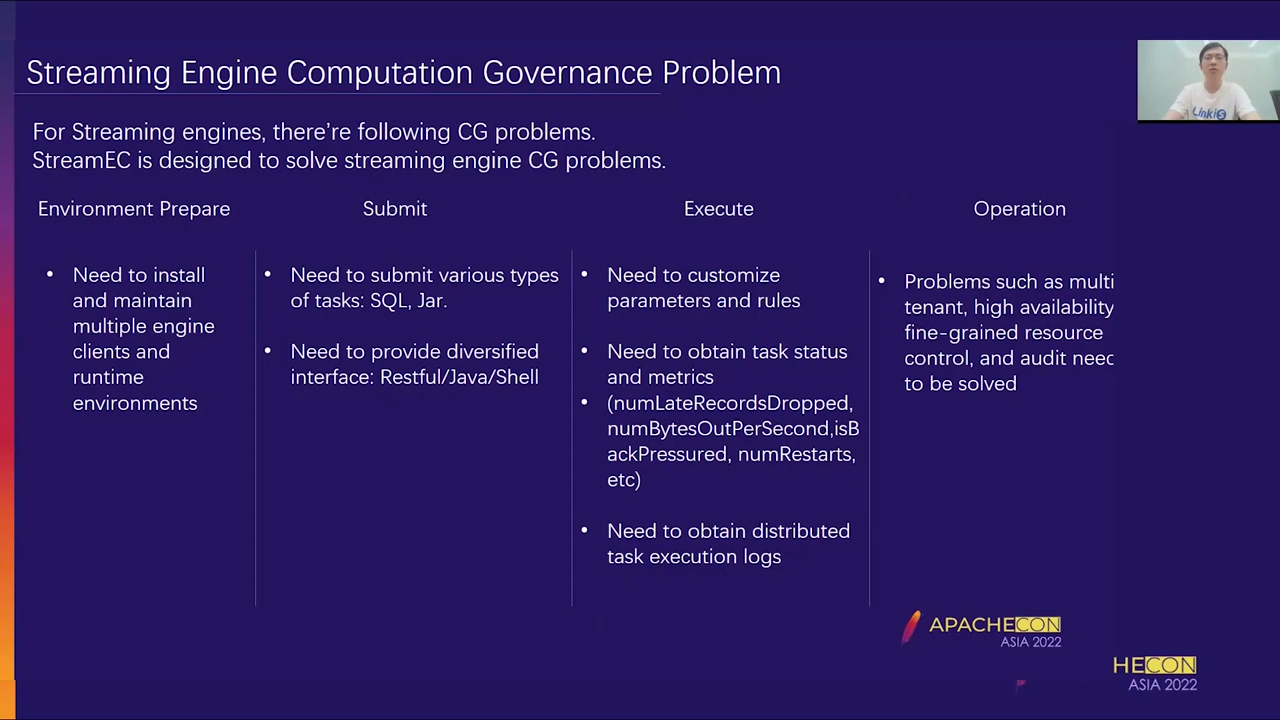 Streaming Engine Computation Governance Problem
For Streaming engines, there're following CG problems.
StreamEC is designed to solve streaming engine CG problems.
Environment Prepare
• Need to install
and maintain
multiple engine
clients and
runtime
environments
Submit
• Need to submit various types
of tasks: SQL, Jar.
• Need to provide diversified
interface: Restful/Java/Shell
Execute
• Need to customize
parameters and rules
• Need to obtain task status
and metrics
• (numLateRecordsDropped,
numBytesOutPerSecond,isB
ackPressured, numRestarts,
etc)
• Need to obtain distributed
task execution logs
Operation
• Problems such as multi
tenant, high availability
fine-grained resource
control, and audit need
to be solved
APACHECON
ASIA 2022
HECON
ASIA 2022
Linkis